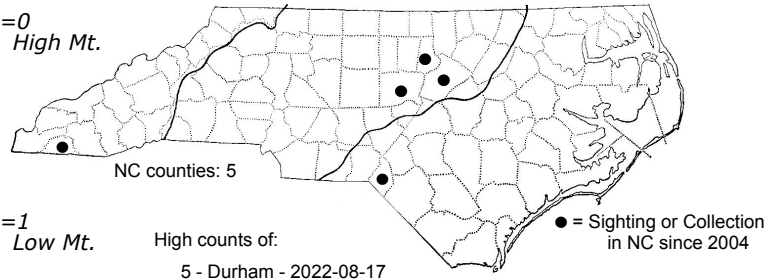 =0
High Mt.
NC counties: 5
=1
Low Mt.
High counts of:
5 - Durham - 2022-08-17
● = Sighting or Collection
in NC since 2004